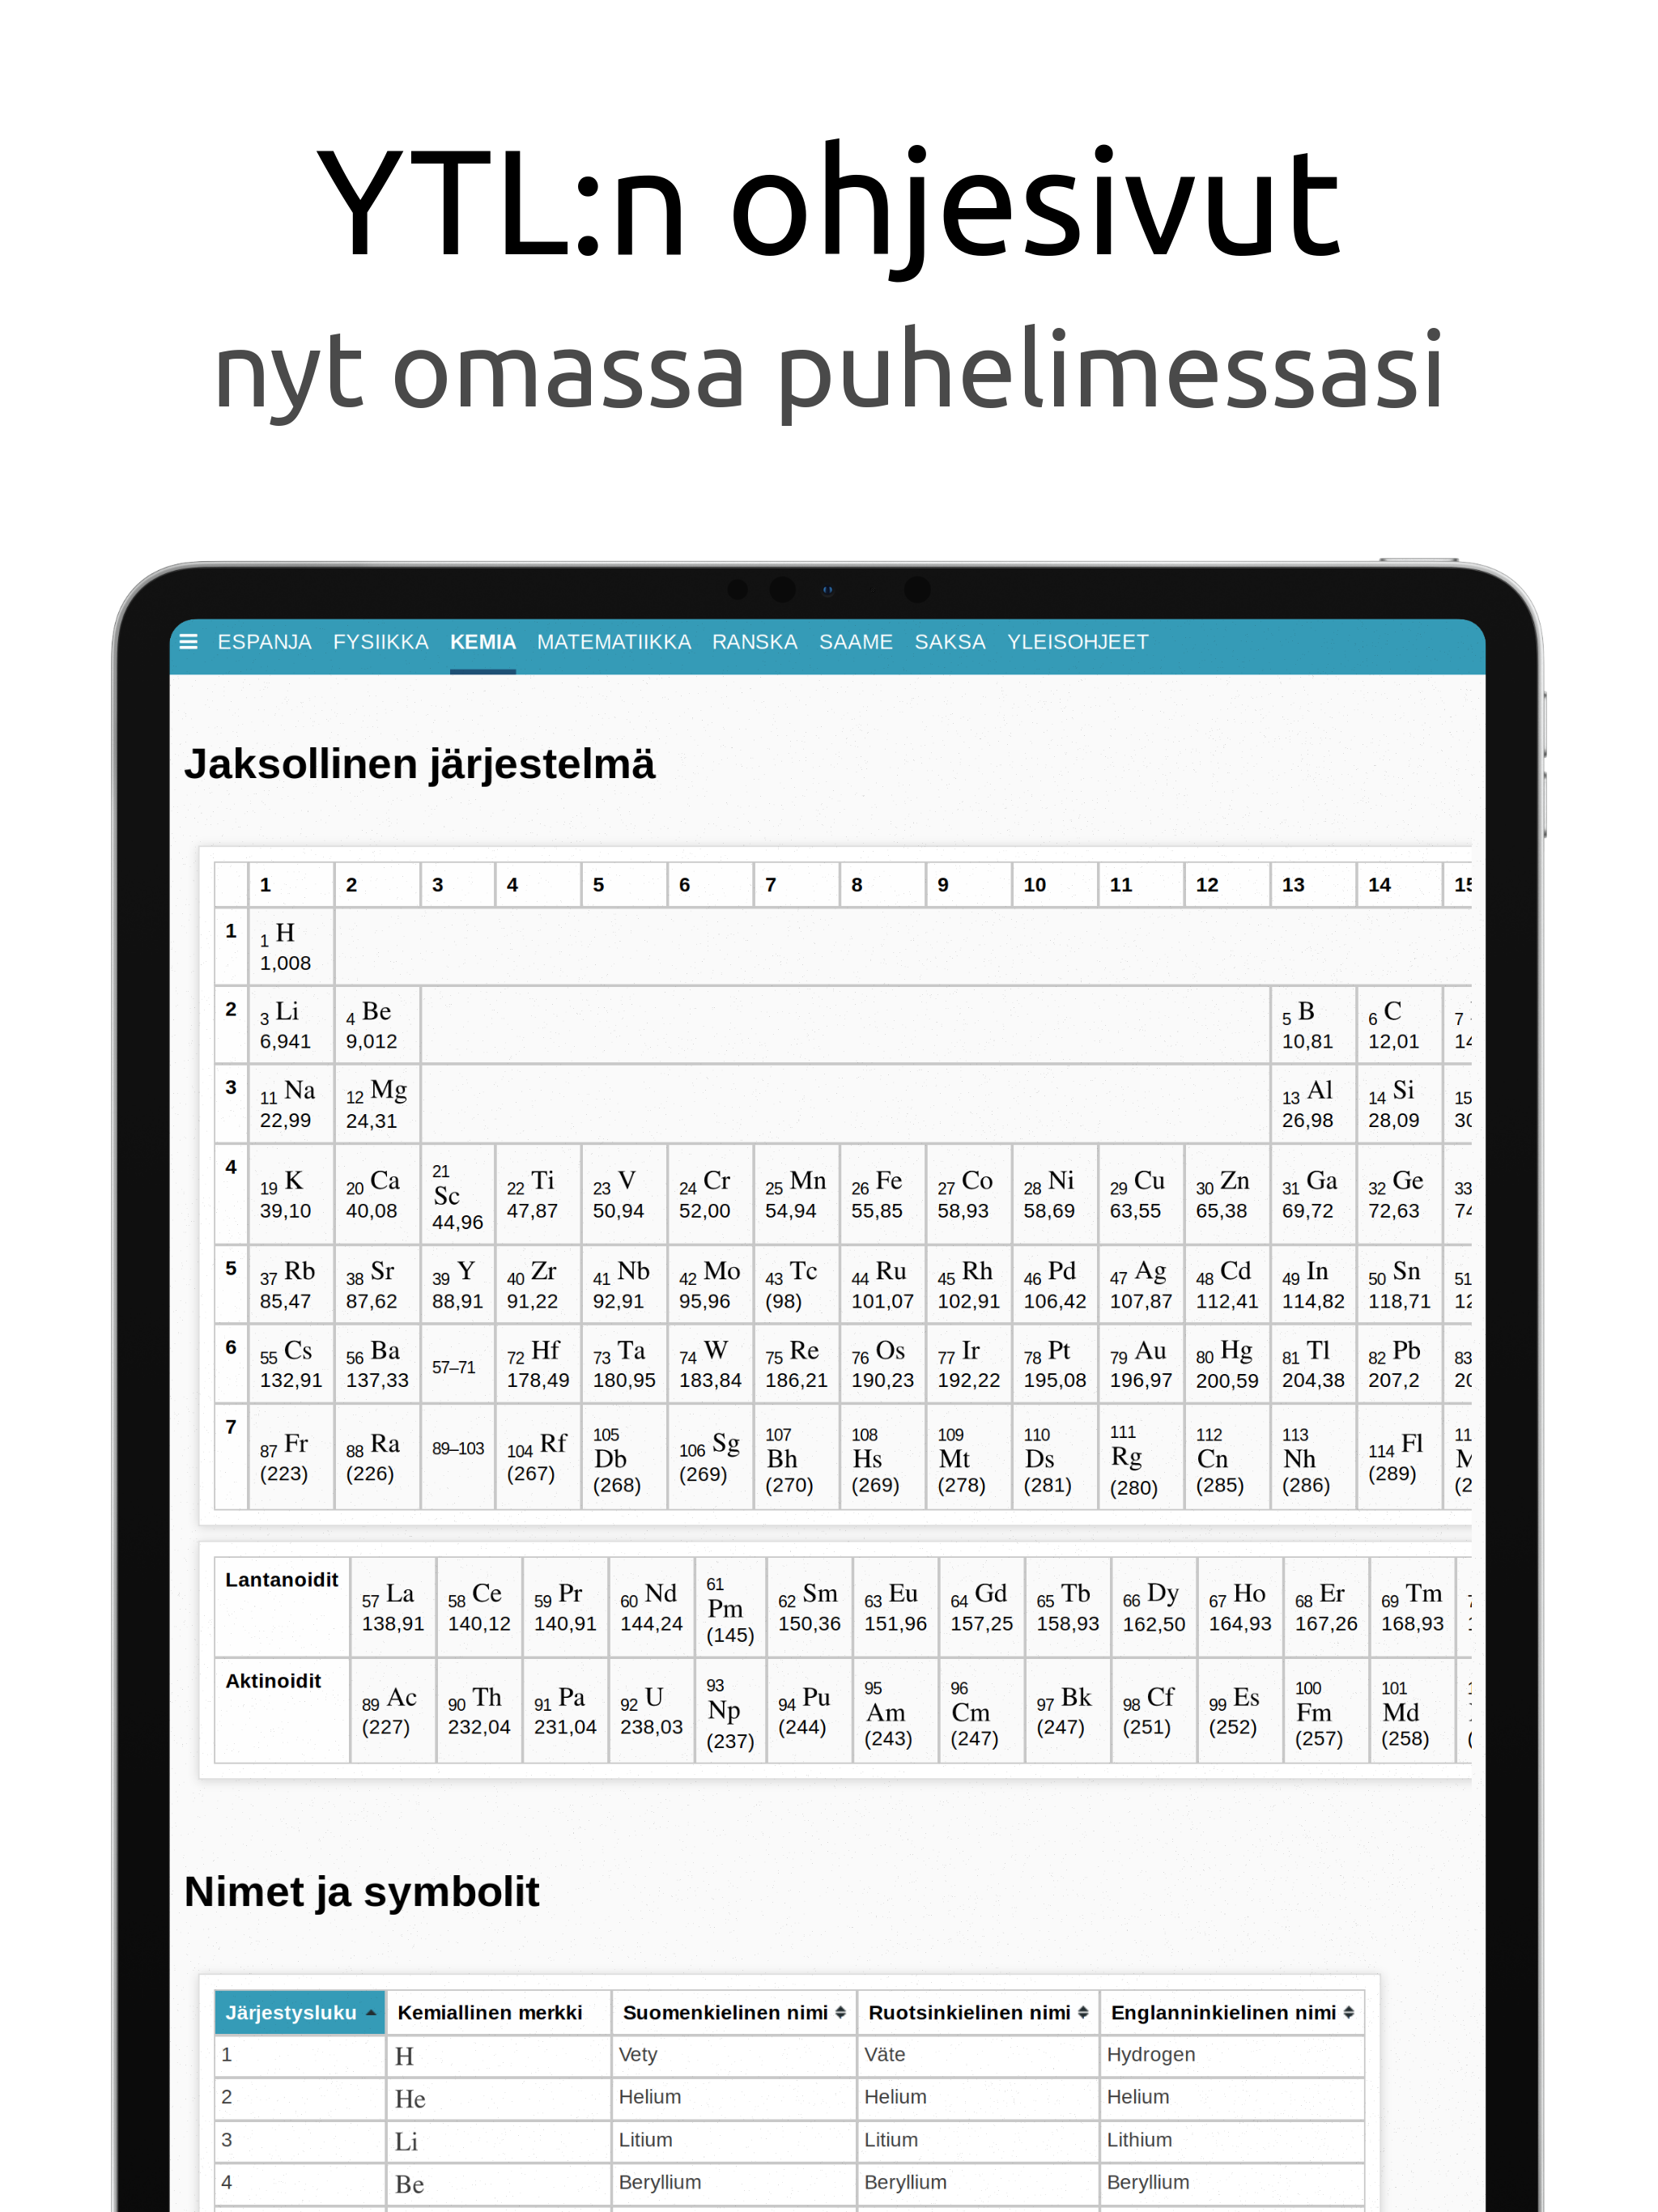 YTL:n ohjesivut
nyt omassa puhelimessasi
ESPANJA FYSIIKKA KEMIA MATEMATIIKKA RANSKA SAAME SAKSA YLEISOHJEET
Jaksollinen järjestelmä
1 2 3 4 5 6 7 8 9 10 11 12 13 14 15
1 1 H
1,008
2 3 Li 4 Be 5 B 6 C 7
6,941 9,012 10,81 12,01 14
3 11 Na 12 Mg 13 Al 14 Si 15
22,99 24,31 26,98 28,09 30
4 19 K 20 Ca 21 Sc 22 Ti 23 V 24 Cr 25 Mn 26 Fe 27 Co 28 Ni 29 Cu 30 Zn 31 Ga 32 Ge 33
39,10 40,08 44,96 47,87 50,94 52,00 54,94 55,85 58,93 58,69 63,55 65,38 69,72 72,63 74
5 37 Rb 38 Sr 39 Y 40 Zr 41 Nb 42 Mo 43 Tc 44 Ru 45 Rh 46 Pd 47 Ag 48 Cd 49 In 50 Sn 51
85,47 87,62 88,91 91,22 92,91 95,96 (98) 101,07 102,91 106,42 107,87 112,41 114,82 118,71 12
6 55 Cs 56 Ba 57–71 72 Hf 73 Ta 74 W 75 Re 76 Os 77 Ir 78 Pt 79 Au 80 Hg 81 Tl 82 Pb 83
132,91 137,33 178,49 180,95 183,84 186,21 190,23 192,22 195,08 196,97 200,59 204,38 207,2 20
7 87 Fr 88 Ra 89–103 104 Rf 105 Db 106 Sg 107 Bh 108 Hs 109 Mt 110 Ds 111 Rg 112 Cn 113 Nh 114 Fl 11
(223) (226) (267) (268) (269) (270) (269) (278) (281) (280) (285) (286) (289) (2
Lantanoidit 57 La 58 Ce 59 Pr 60 Nd 61 Pm 62 Sm 63 Eu 64 Gd 65 Tb 66 Dy 67 Ho 68 Er 69 Tm
138,91 140,12 140,91 144,24 (145) 150,36 151,96 157,25 158,93 162,50 164,93 167,26 168,93
Aktinoidit 89 Ac 90 Th 91 Pa 92 U 93 Np 94 Pu 95 Am 96 Cm 97 Bk 98 Cf 99 Es 100 Fm 101 Md
(227) 232,04 231,04 238,03 (237) (244) (243) (247) (247) (251) (252) (257) (258)
Nimet ja symbolit
Järjestysluku Kemiallinen merkki Suomenkielinen nimi Ruotsinkielinen nimi Englanninkielinen nimi
1 H Vety Väte Hydrogen
2 He Helium Helium Helium
3 Li Litium Litium Lithium
4 Be Beryllium Beryllium Beryllium